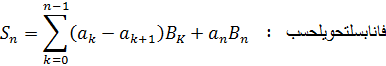 S_n = \sum_{k=0}^{n-1} (a_k - a_{k+1})B_K + a_n B_n : فانابسلتحويلحسب